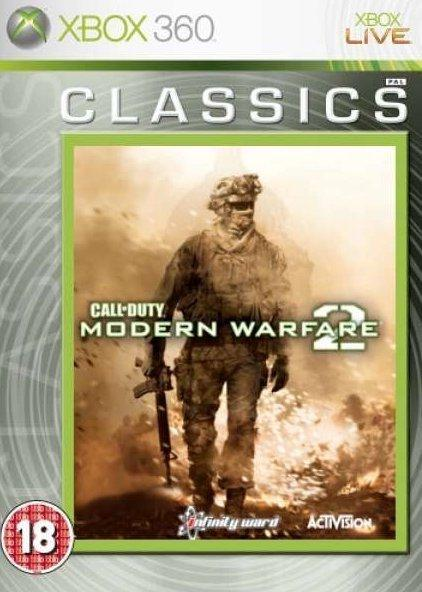 XBOX 360
XBOX
LIVE
PAL
CLASSICS
CALL OF DUTY
MODERN WARFARE 2
infinity ward
ACTIVISION
18